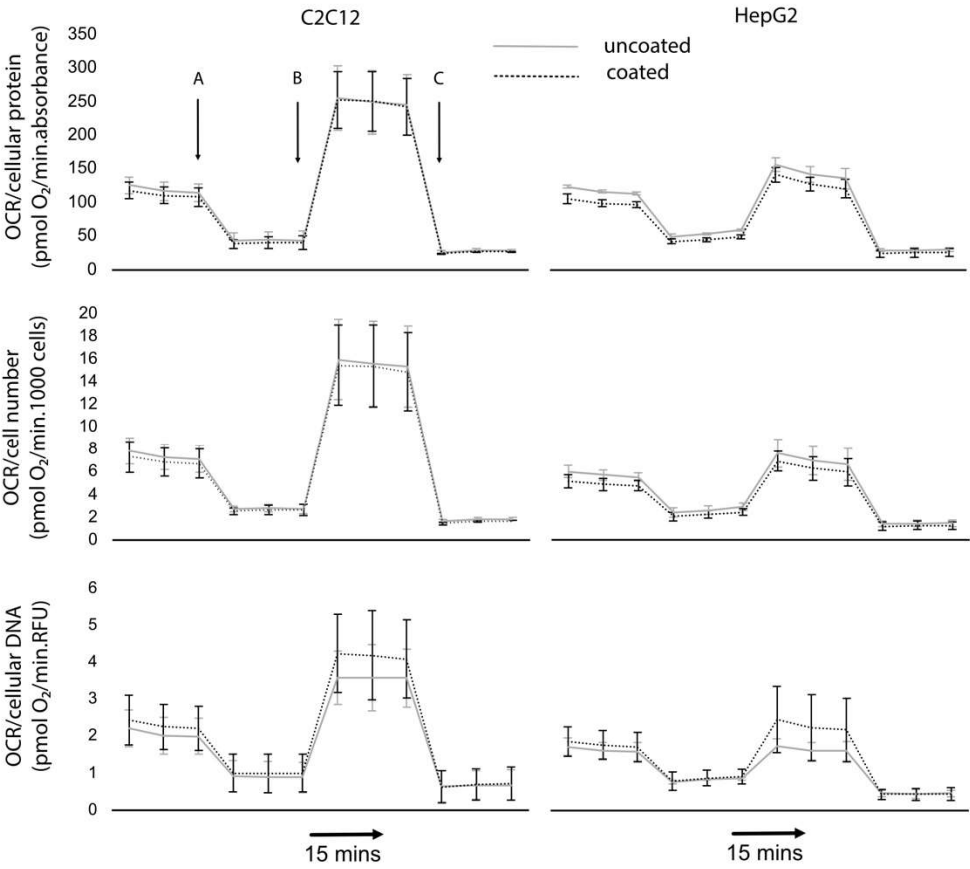 C2C12
HepG2
uncoated
coated
OCR/cellular protein
(pmol O₂/min.absorbance)
350
300
250
200
150
100
50
0
A
B
C
OCR/cell number
(pmol O₂/min.1000 cells)
20
18
16
14
12
10
8
6
4
2
0
OCR/cellular DNA
(pmol O₂/min.RFU)
6
5
4
3
2
1
0
15 mins
15 mins